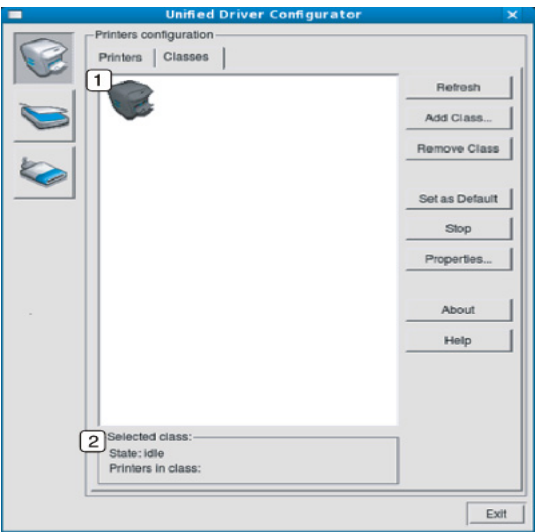 Unified Driver Configurator
Printers configuration
Printers Classes
1
Refresh
Add Class...
Remove Class
Set as Default
Stop
Properties...
About
Help
2
Selected class:
State: idle
Printers in class:
Exit